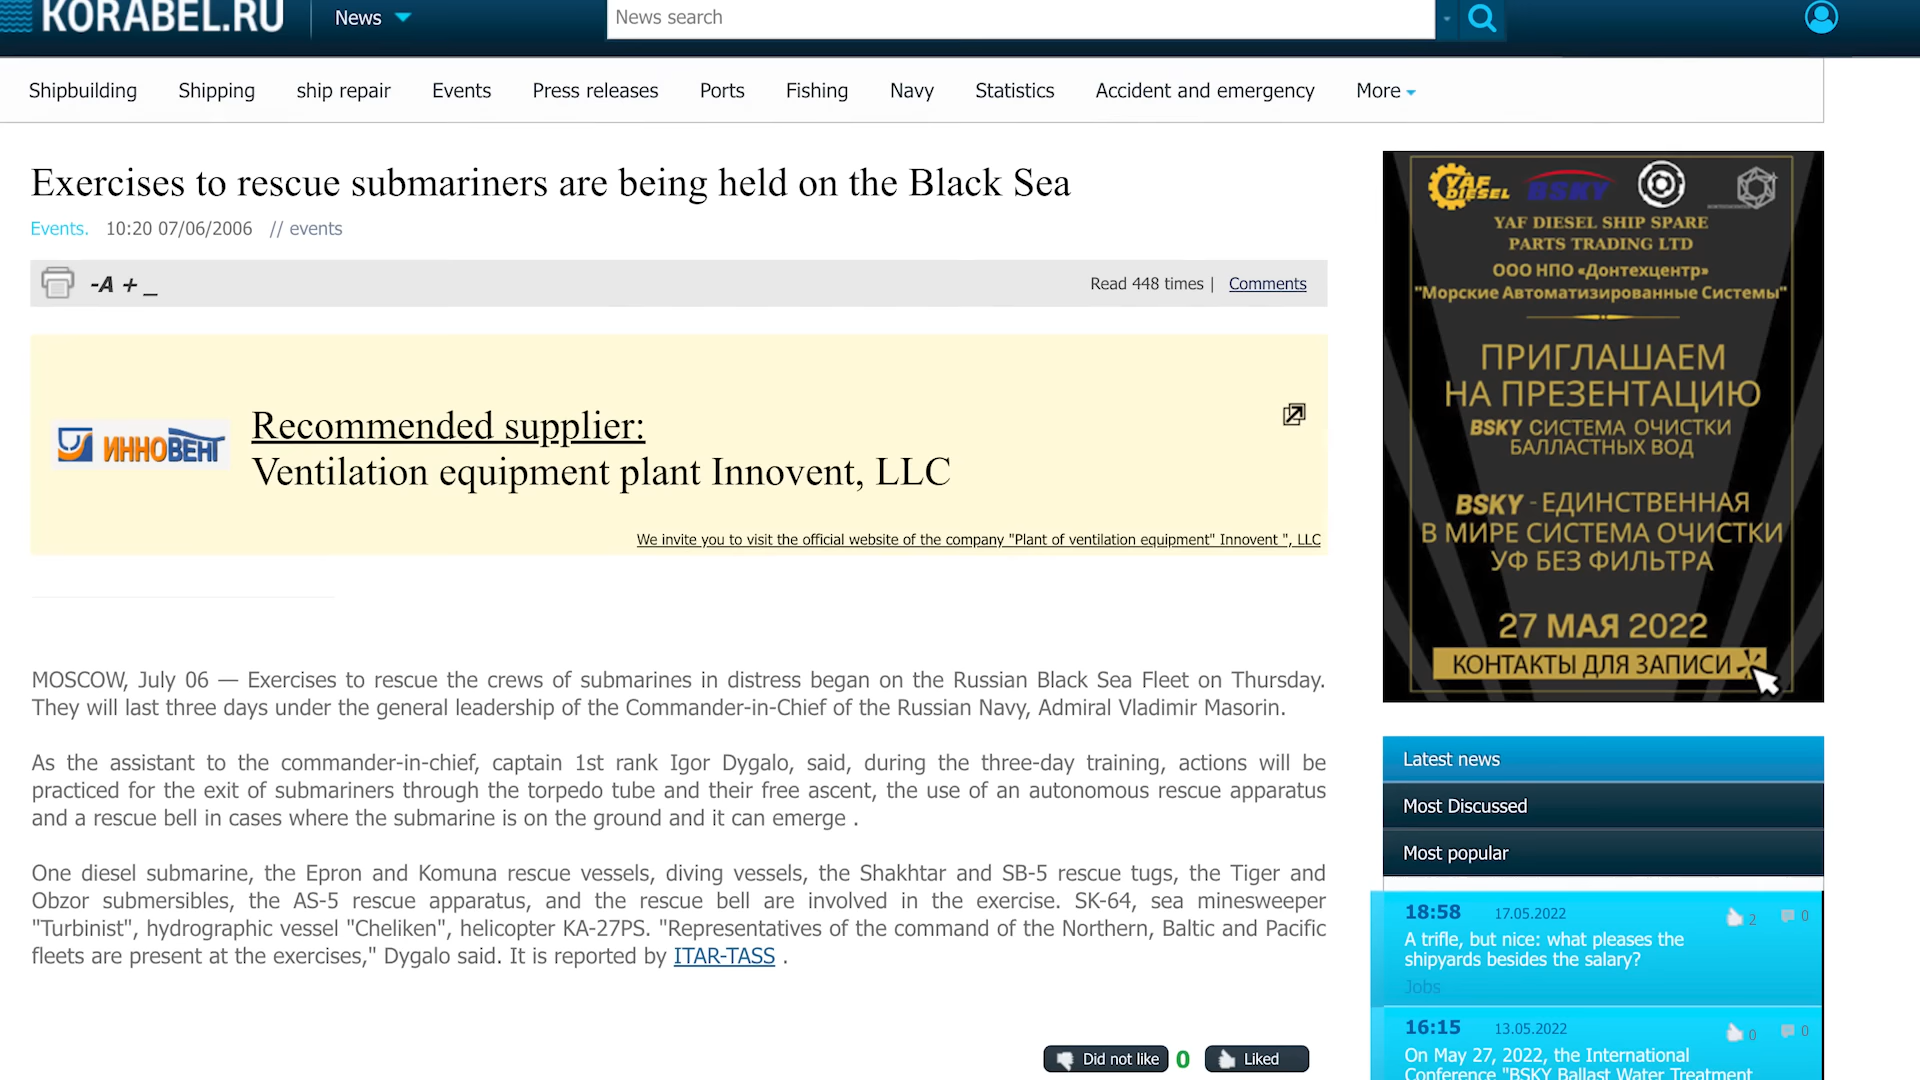 KORABEL.RU
News
News search
Shipbuilding
Shipping
ship repair
Events
Press releases
Ports
Fishing
Navy
Statistics
Accident and emergency
More
Exercises to rescue submariners are being held on the Black Sea
Events. 10:20 07/06/2006 // events
-A + _
Read 448 times | Comments
ИННОВЕНТ
Recommended supplier:
Ventilation equipment plant Innovent, LLC
We invite you to visit the official website of the company "Plant of ventilation equipment" Innovent ", LLC
MOSCOW, July 06 — Exercises to rescue the crews of submarines in distress began on the Russian Black Sea Fleet on Thursday.
They will last three days under the general leadership of the Commander-in-Chief of the Russian Navy, Admiral Vladimir Masorin.
As the assistant to the commander-in-chief, captain 1st rank Igor Dygalo, said, during the three-day training, actions will be
practiced for the exit of submariners through the torpedo tube and their free ascent, the use of an autonomous rescue apparatus
and a rescue bell in cases where the submarine is on the ground and it can emerge .
One diesel submarine, the Epron and Komuna rescue vessels, diving vessels, the Shakhtar and SB-5 rescue tugs, the Tiger and
Obzor submersibles, the AS-5 rescue apparatus, and the rescue bell are involved in the exercise. SK-64, sea minesweeper
"Turbinist", hydrographic vessel "Cheliken", helicopter KA-27PS. "Representatives of the command of the Northern, Baltic and Pacific
fleets are present at the exercises," Dygalo said. It is reported by ITAR-TASS .
Did not like 0 Liked
YAF DIESEL
BSKY
YAF DIESEL SHIP SPARE
PARTS TRADING LTD
ООО НПО «Донтехцентр»
"Морские Автоматизированные Системы"
ПРИГЛАШАЕМ
НА ПРЕЗЕНТАЦИЮ
BSKY СИСТЕМА ОЧИСТКИ
БАЛЛАСТНЫХ ВОД
BSKY - ЕДИНСТВЕННАЯ
В МИРЕ СИСТЕМА ОЧИСТКИ
УФ БЕЗ ФИЛЬТРА
27 МАЯ 2022
КОНТАКТЫ ДЛЯ ЗАПИСИ
Latest news
Most Discussed
Most popular
18:58 17.05.2022 2 0
A trifle, but nice: what pleases the
shipyards besides the salary?
Jobs
16:15 13.05.2022 0 0
On May 27, 2022, the International
Conference "BSKY Ballast Water Treatment